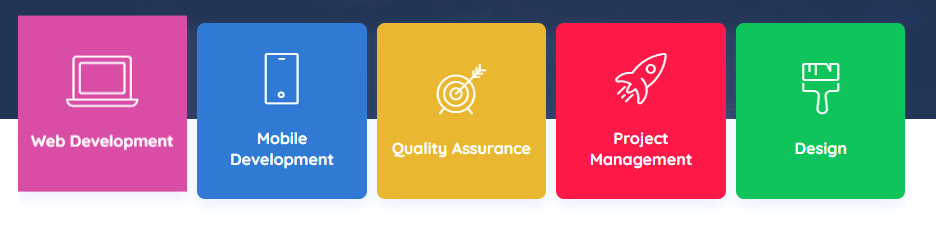 Web Development
Mobile
Development
Quality Assurance
Project
Management
Design